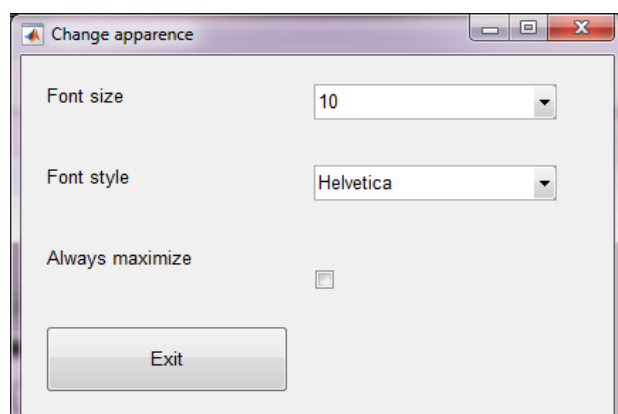 Change apparence
Font size
10
Font style
Helvetica
Always maximize
Exit